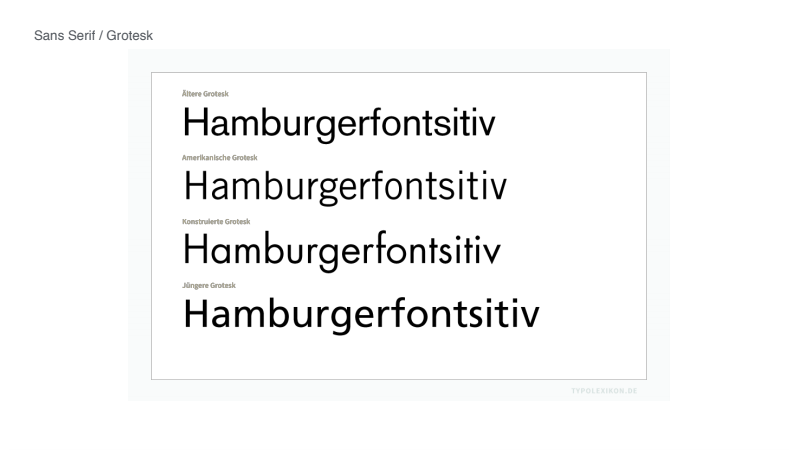 Sans Serif / Grotesk
Ältere Grotesk
Hamburgerfontsitiv
Amerikanische Grotesk
Hamburgerfontsitiv
Konstruierte Grotesk
Hamburgerfontsitiv
Jüngere Grotesk
Hamburgerfontsitiv
TYPOLEXIKON.DE